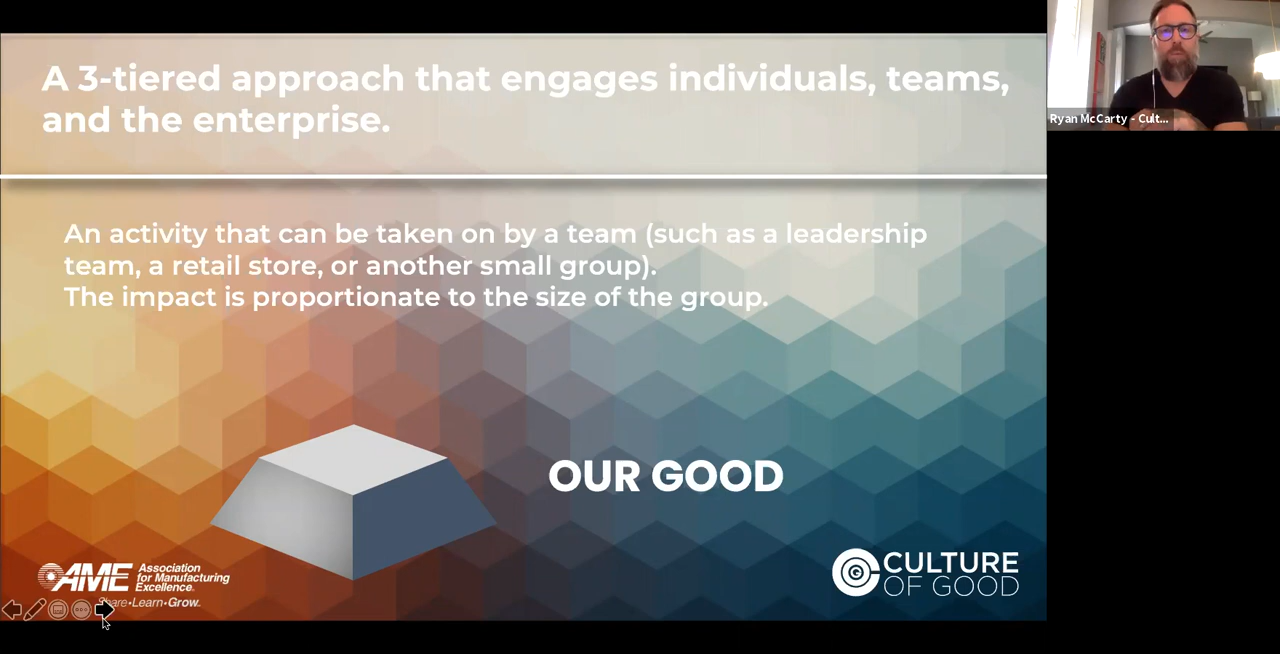 A 3-tiered approach that engages individuals, teams,
and the enterprise.
Ryan McCarty - Cult...
An activity that can be taken on by a team (such as a leadership
team, a retail store, or another small group).
The impact is proportionate to the size of the group.
OUR GOOD
AME
Association
for Manufacturing
Excellence
Share•Learn•Grow.
G
CULTURE
OF GOOD